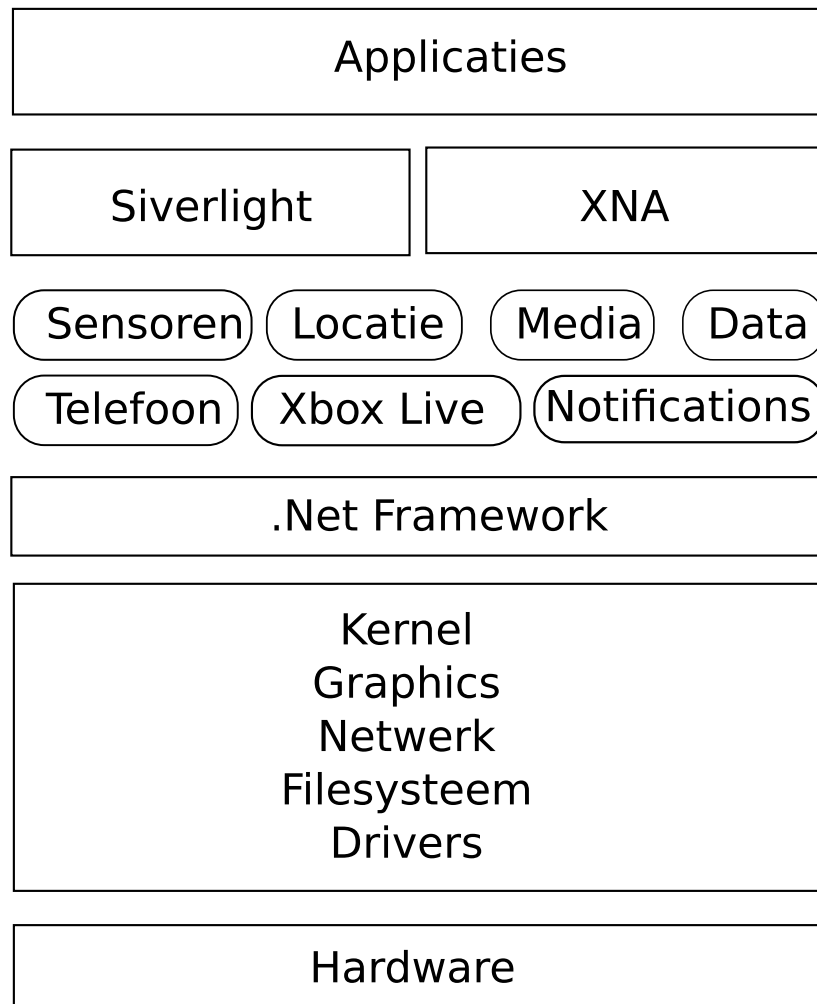 Applicaties
Siverlight XNA
Sensoren Locatie Media Data
Telefoon Xbox Live Notifications
.Net Framework
Kernel
Graphics
Netwerk
Filesysteem
Drivers
Hardware